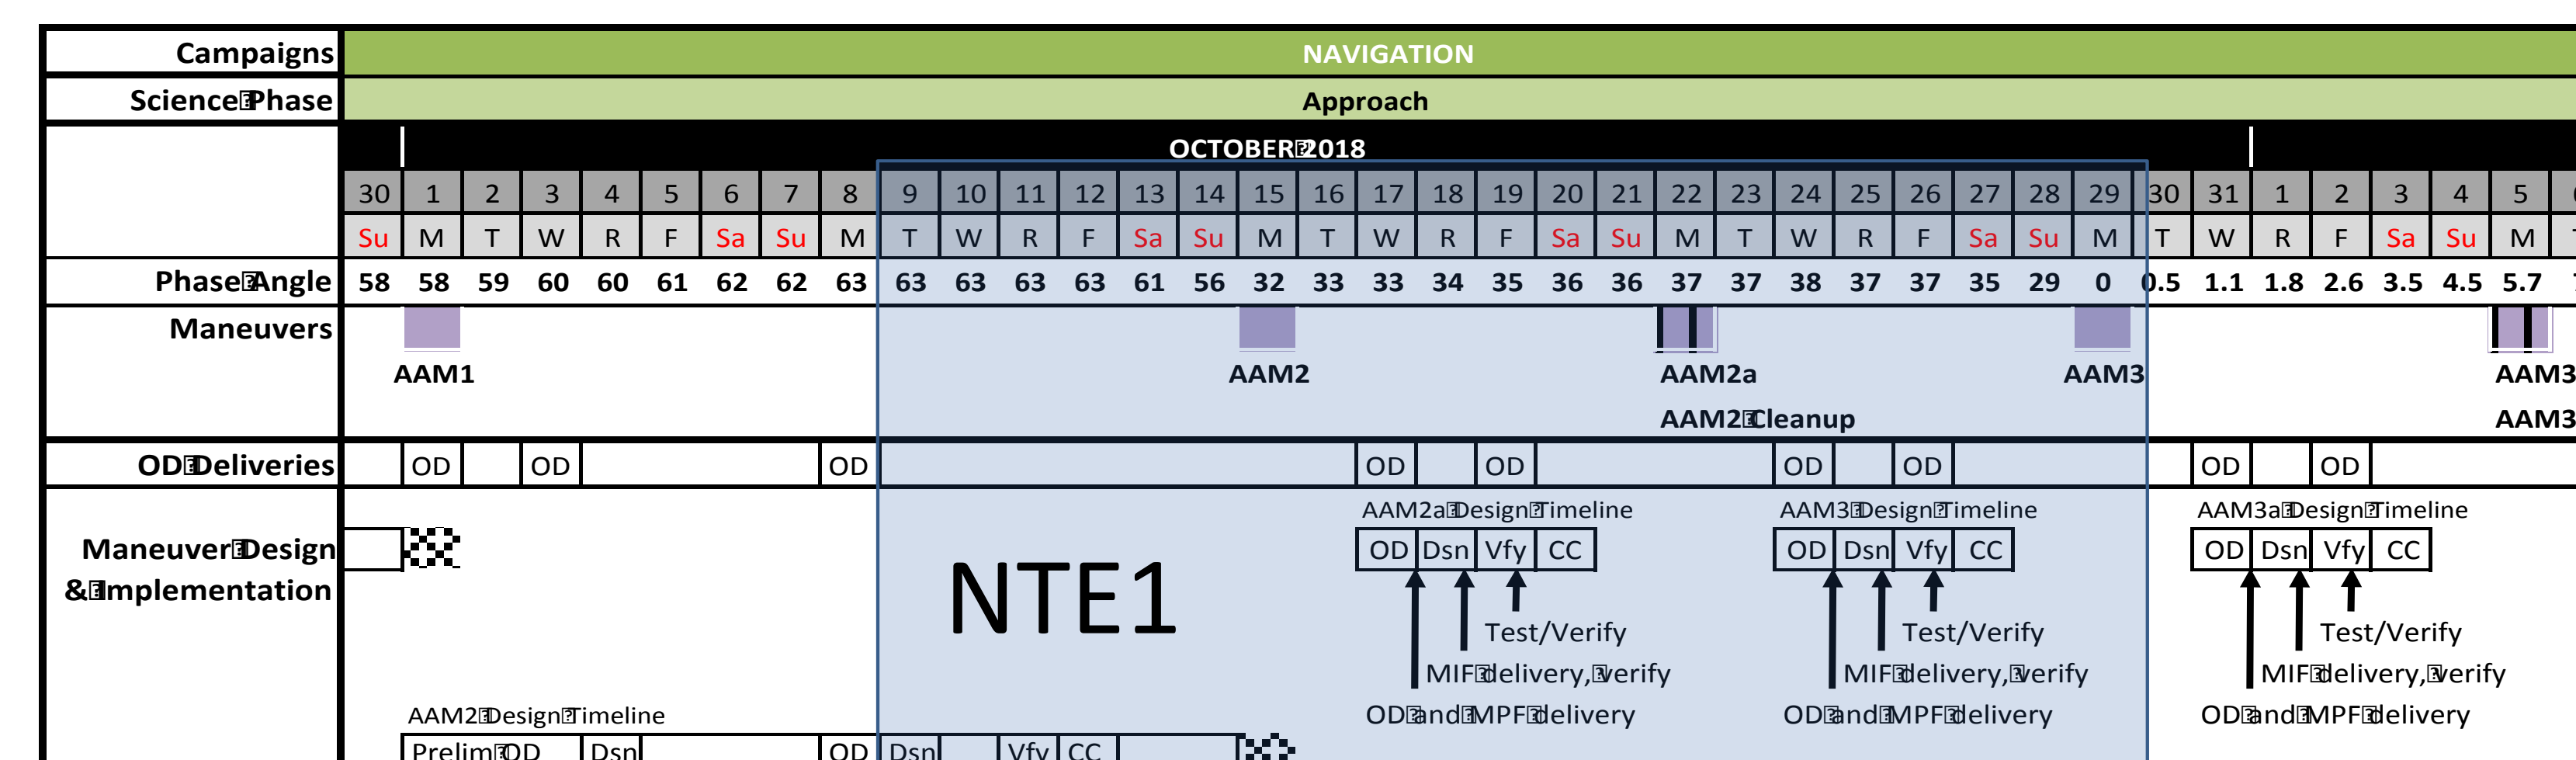 Campaigns NAVIGATION
Science Phase Approach
OCTOBER 2018
30 1 2 3 4 5 6 7 8 9 10 11 12 13 14 15 16 17 18 19 20 21 22 23 24 25 26 27 28 29 30 31 1 2 3 4 5
Su M T W R F Sa Su M T W R F Sa Su M T W R F Sa Su M T W R F Sa Su M T W R F Sa Su M T
Phase Angle 58 58 59 60 60 61 62 62 63 63 63 63 63 61 56 32 33 33 34 35 36 36 37 37 38 37 37 35 29 0 0.5 1.1 1.8 2.6 3.5 4.5 5.7
Maneuvers
AAM1 AAM2 AAM2a AAM3 AAM3
AAM2 Cleanup AAM3
OD Deliveries OD OD OD OD OD OD OD OD OD
AAM2a Design Timeline AAM3 Design Timeline AAM3a Design Timeline
Maneuver Design OD Dsn Vfy CC OD Dsn Vfy CC OD Dsn Vfy CC
& Implementation NTE1
Test/Verify Test/Verify Test/Verify
MIF delivery, verify MIF delivery, verify MIF delivery, verify
AAM2 Design Timeline OD and MPF delivery OD and MPF delivery OD and MPF delivery
Prelim OD Dsn OD Dsn Vfy CC